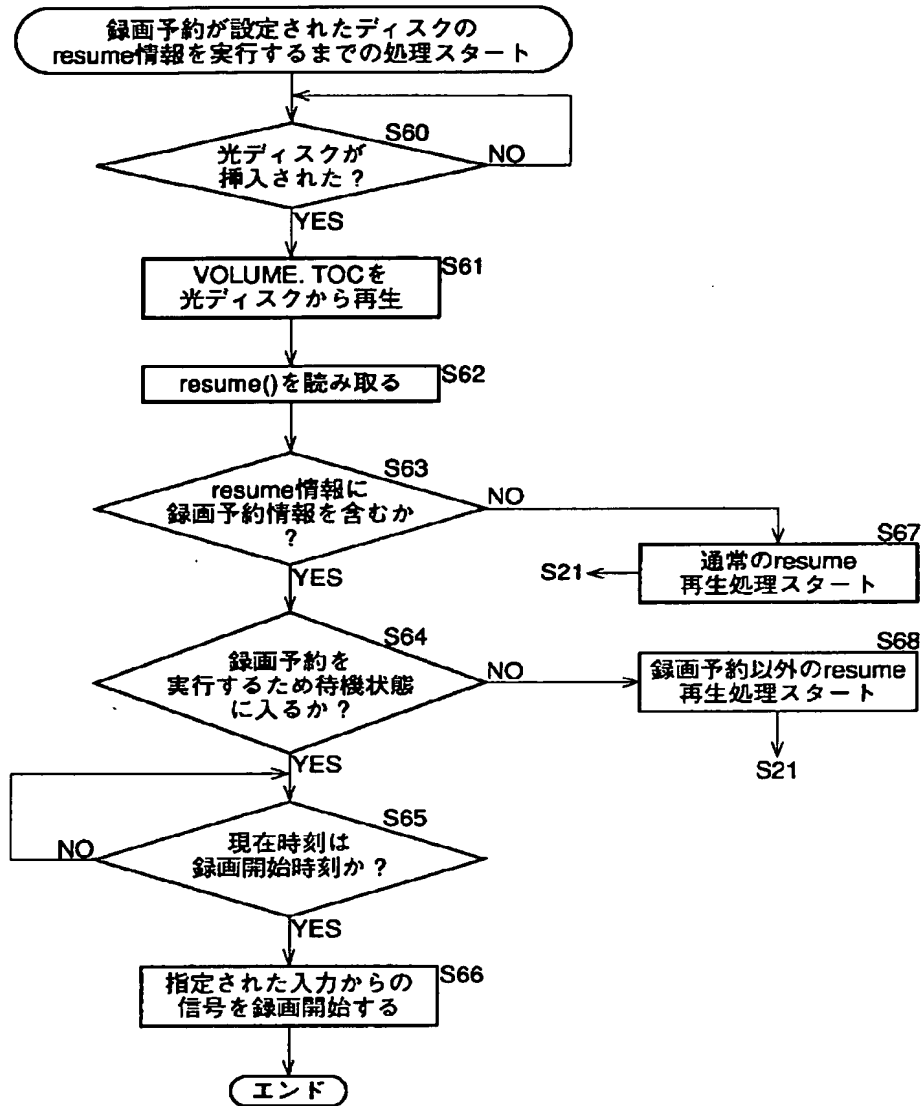 録画予約が設定されたディスクの
resume情報を実行するまでの処理スタート
S60
光ディスクが
挿入された?
NO
YES
S61
VOLUME. TOCを
光ディスクから再生
S62
resume()を読み取る
S63
resume情報に
録画予約情報を含むか
?
NO
YES
S67
通常のresume
再生処理スタート
S21
S64
録画予約を
実行するため待機状態
に入るか?
NO
YES
S68
録画予約以外のresume
再生処理スタート
S21
S65
現在時刻は
録画開始時刻か?
NO
YES
S66
指定された入力からの
信号を録画開始する
エンド